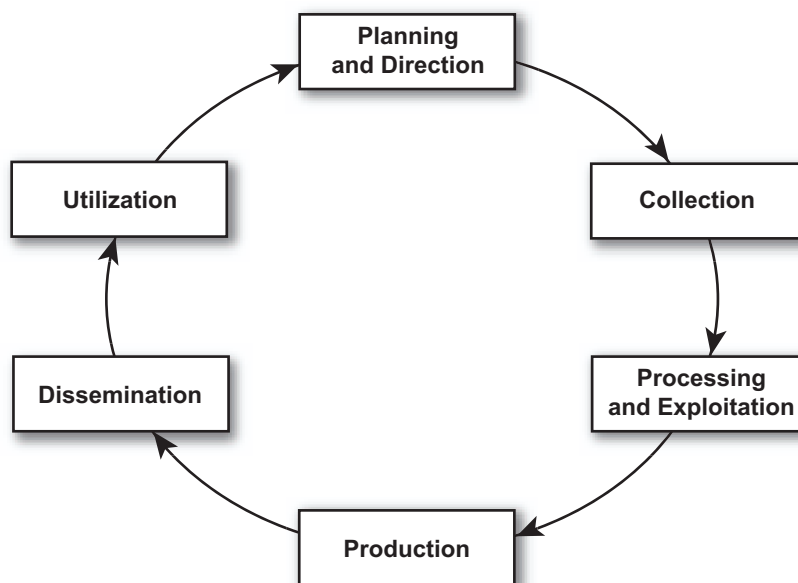 Planning
and Direction
Collection
Processing
and Exploitation
Production
Dissemination
Utilization